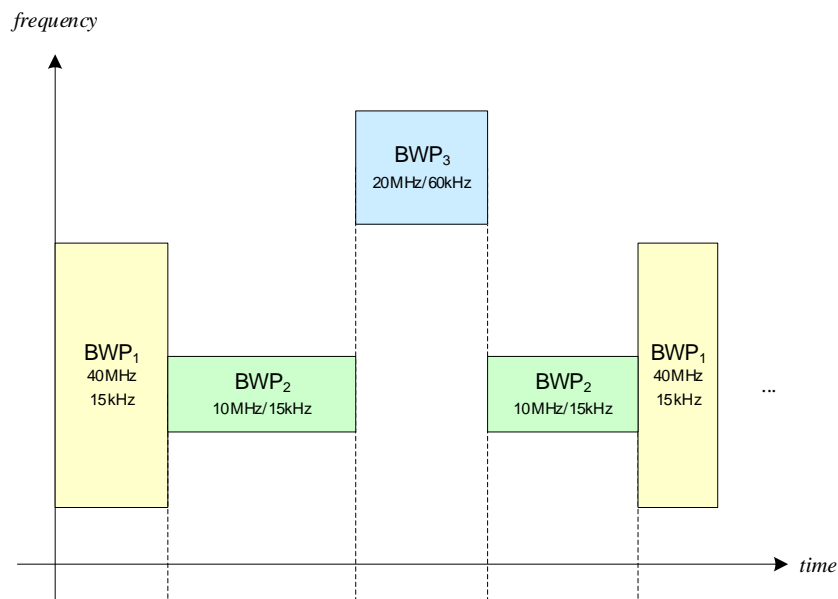 frequency
BWP₃
20MHz/60kHz
BWP₁
40MHz
15kHz
BWP₂
10MHz/15kHz
BWP₂
10MHz/15kHz
BWP₁
40MHz
15kHz
...
time